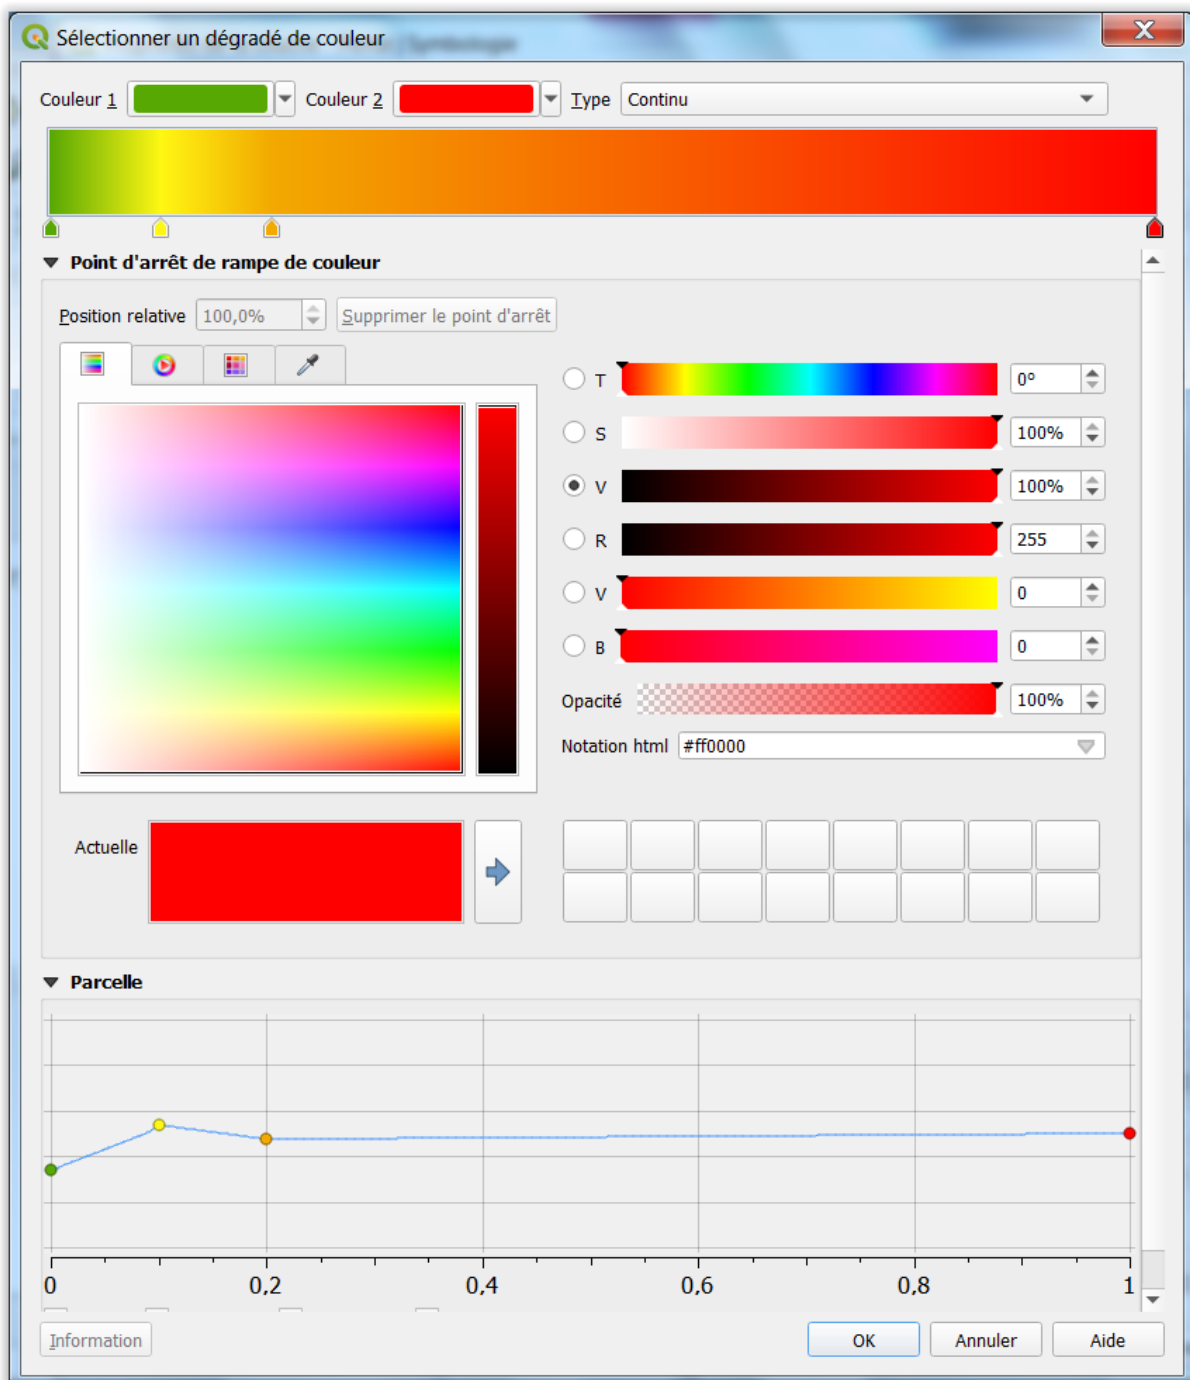 Sélectionner un dégradé de couleur
Couleur 1 Couleur 2 Type Continu
Point d'arrêt de rampe de couleur
Position relative 100,0% Supprimer le point d'arrêt
T 0°
S 100%
V 100%
R 255
V 0
B 0
Opacité 100%
Notation html #ff0000
Actuelle
Parcelle
0 0,2 0,4 0,6 0,8 1
Information OK Annuler Aide